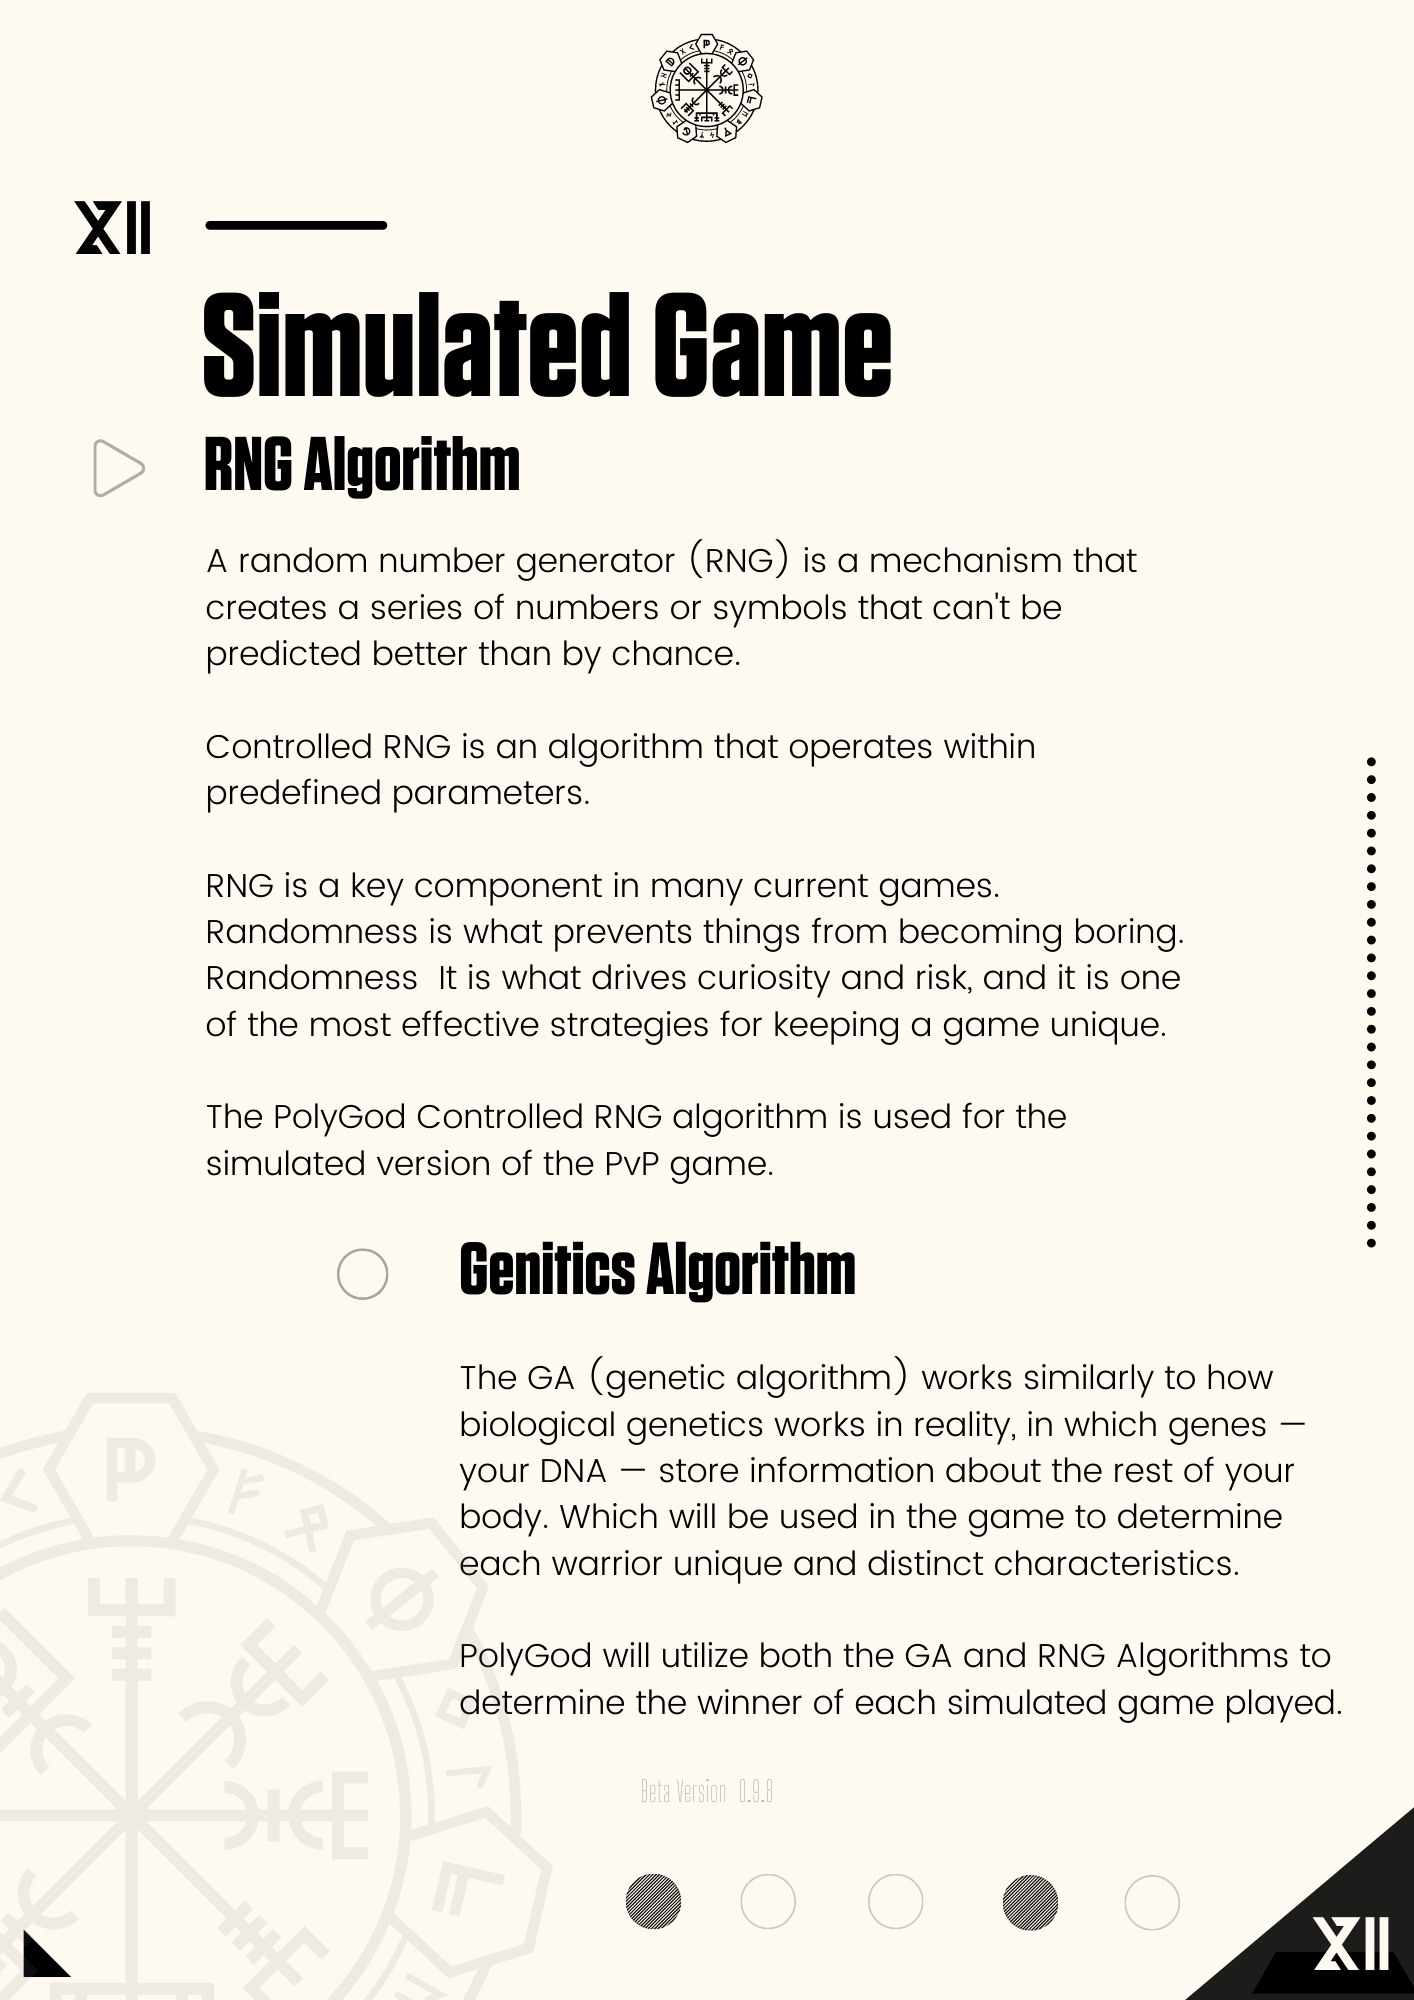 XII
Simulated Game
RNG Algorithm
A random number generator (RNG) is a mechanism that
creates a series of numbers or symbols that can't be
predicted better than by chance.
Controlled RNG is an algorithm that operates within
predefined parameters.
RNG is a key component in many current games.
Randomness is what prevents things from becoming boring.
Randomness  It is what drives curiosity and risk, and it is one
of the most effective strategies for keeping a game unique.
The PolyGod Controlled RNG algorithm is used for the
simulated version of the PvP game.
Genitics Algorithm
The GA (genetic algorithm) works similarly to how
biological genetics works in reality, in which genes —
your DNA — store information about the rest of your
body. Which will be used in the game to determine
each warrior unique and distinct characteristics.
PolyGod will utilize both the GA and RNG Algorithms to
determine the winner of each simulated game played.
Beta Version 0.9.8
XII